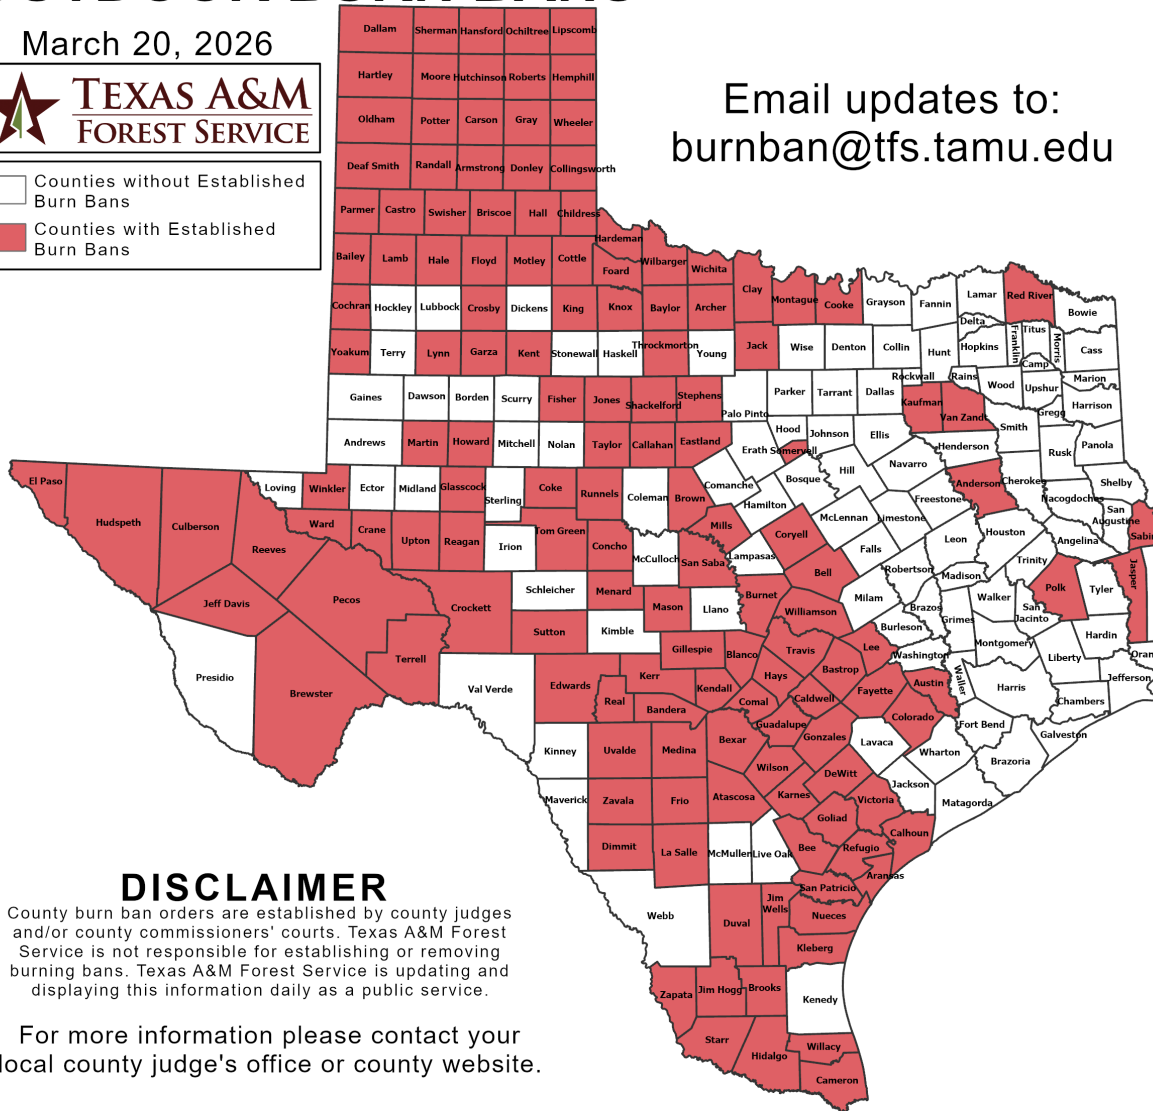 March 20, 2026
TEXAS A&M
FOREST SERVICE
Counties without Established
Burn Bans
Counties with Established
Burn Bans
Email updates to:
burnban@tfs.tamu.edu
Dallam Sherman Hansford Ochiltree Lipscomb
Hartley Moore Hutchinson Roberts Hemphill
Oldham Potter Carson Gray Wheeler
Deaf Smith Randall Armstrong Donley Collingsworth
Parmer Castro Swisher Briscoe Hall Childress
Hardeman
Bailey Lamb Hale Floyd Motley Cottle Foard Wilbarger Wichita
Clay Montague Cooke Grayson Fannin Lamar Red River Bowie
Cochran Hockley Lubbock Crosby Dickens King Knox Baylor Archer
Delta Titus Franklin Morris
Yoakum Terry Lynn Garza Kent Stonewall Haskell Throckmorton Young Jack Wise Denton Collin Hunt Hopkins Cass
Camp
Rockwall Rains Wood Upshur Marion
Gaines Dawson Borden Scurry Fisher Jones Shackelford Stephens Palo Pinto Parker Tarrant Dallas Kaufman Van Zandt Gregg Harrison
Andrews Martin Howard Mitchell Nolan Taylor Callahan Eastland Erath Hood Somervell Johnson Ellis Henderson Smith Rusk Panola
El Paso Loving Winkler Ector Midland Glasscock Sterling Coke Runnels Coleman Brown Comanche Bosque Hill Navarro Anderson Cherokee Shelby
Hudspeth Culberson Reeves Ward Crane Upton Reagan Irion Tom Green Concho McCulloch San Saba Mills Hamilton Coryell McLennan Limestone Freestone Leon Houston Nacogdoches San
Augustine
Sabin
Angelina
Lampasas Bell Falls Robertson Madison Trinity Polk Tyler Jasper
Jeff Davis Pecos Crockett Schleicher Menard Mason Llano Burnet Williamson Milam Brazos Grimes Walker San
Jacinto
Burleson
Terrell Sutton Kimble Gillespie Blanco Travis Lee Washington Montgomery Liberty Hardin Oran
Presidio Brewster Val Verde Edwards Kerr Real Bandera Kendall Hays Comal Caldwell Bastrop Fayette Austin Waller Harris Chambers Jefferson
Guadalupe Gonzales Colorado Fort Bend Galveston
Kinney Uvalde Medina Bexar Wilson Lavaca Wharton Brazoria
Maverick Zavala Frio Atascosa Karnes DeWitt Victoria Jackson Matagorda
Goliad Calhoun
Dimmit La Salle McMullen Live Oak Bee Refugio Aransas
Webb Duval Jim
Wells
San Patricio
Nueces
Kleberg
Zapata Jim Hogg Brooks Kenedy
Starr Hidalgo Willacy
Cameron
DISCLAIMER
County burn ban orders are established by county judges
and/or county commissioners' courts. Texas A&M Forest
Service is not responsible for establishing or removing
burning bans. Texas A&M Forest Service is updating and
displaying this information daily as a public service.
For more information please contact your
local county judge's office or county website.